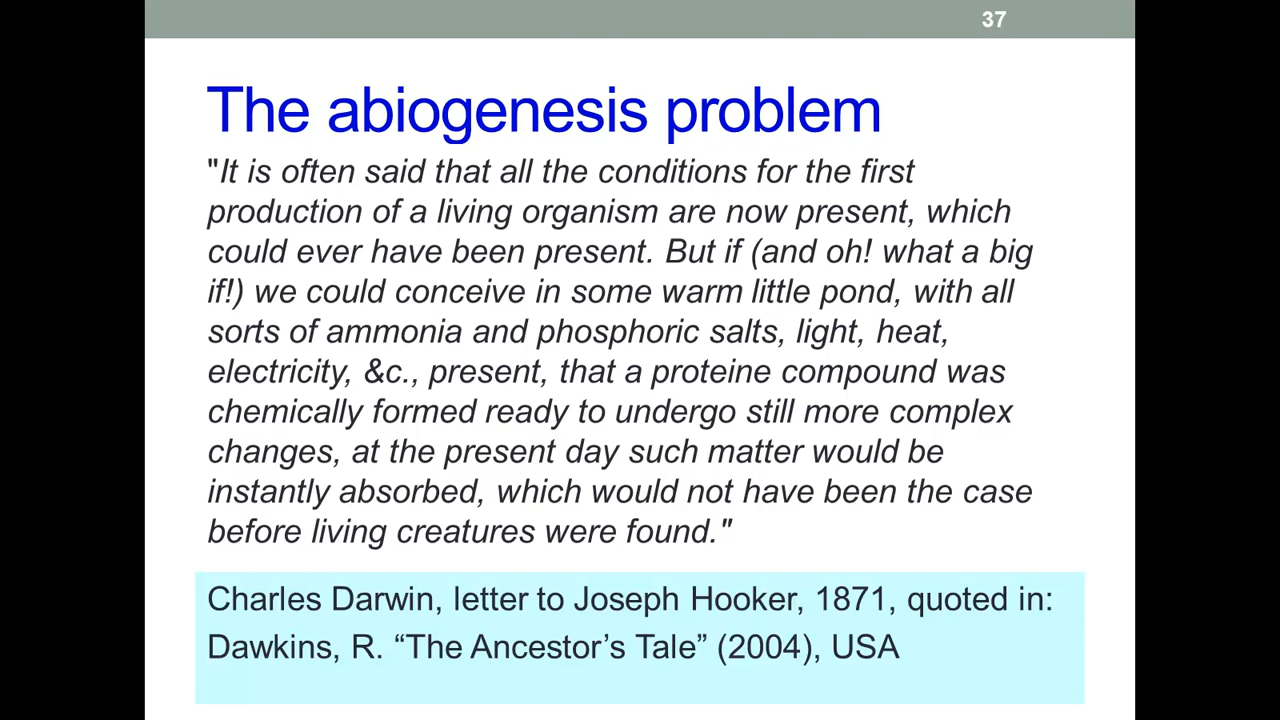 37
The abiogenesis problem
"It is often said that all the conditions for the first
production of a living organism are now present, which
could ever have been present. But if (and oh! what a big
if!) we could conceive in some warm little pond, with all
sorts of ammonia and phosphoric salts, light, heat,
electricity, &c., present, that a proteine compound was
chemically formed ready to undergo still more complex
changes, at the present day such matter would be
instantly absorbed, which would not have been the case
before living creatures were found."
Charles Darwin, letter to Joseph Hooker, 1871, quoted in:
Dawkins, R. “The Ancestor’s Tale” (2004), USA